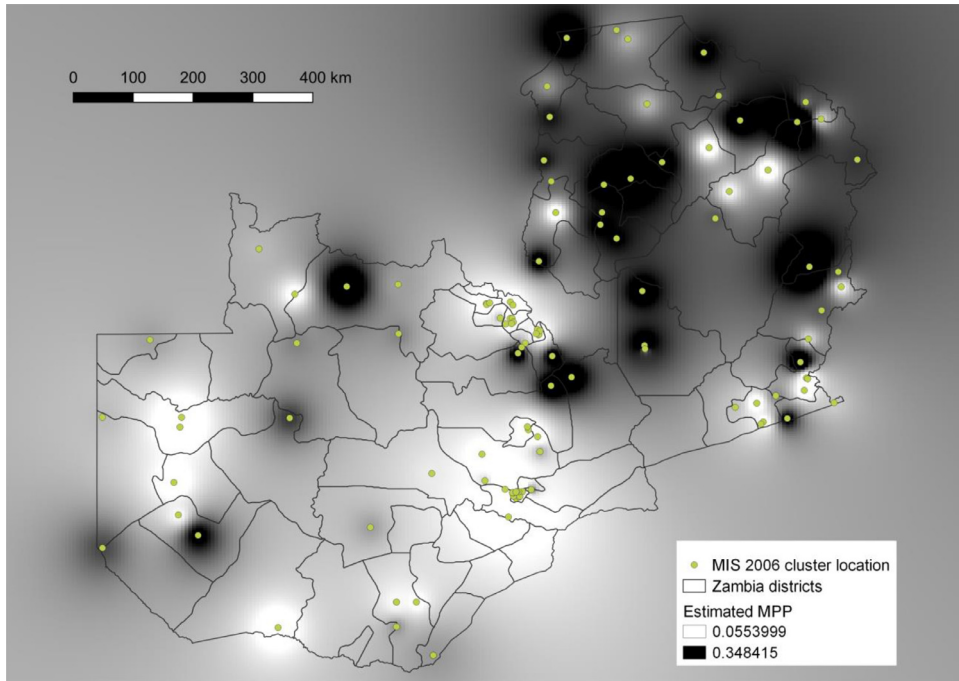 0 100 200 300 400 km
MIS 2006 cluster location
Zambia districts
Estimated MPP
0.0553999
0.348415